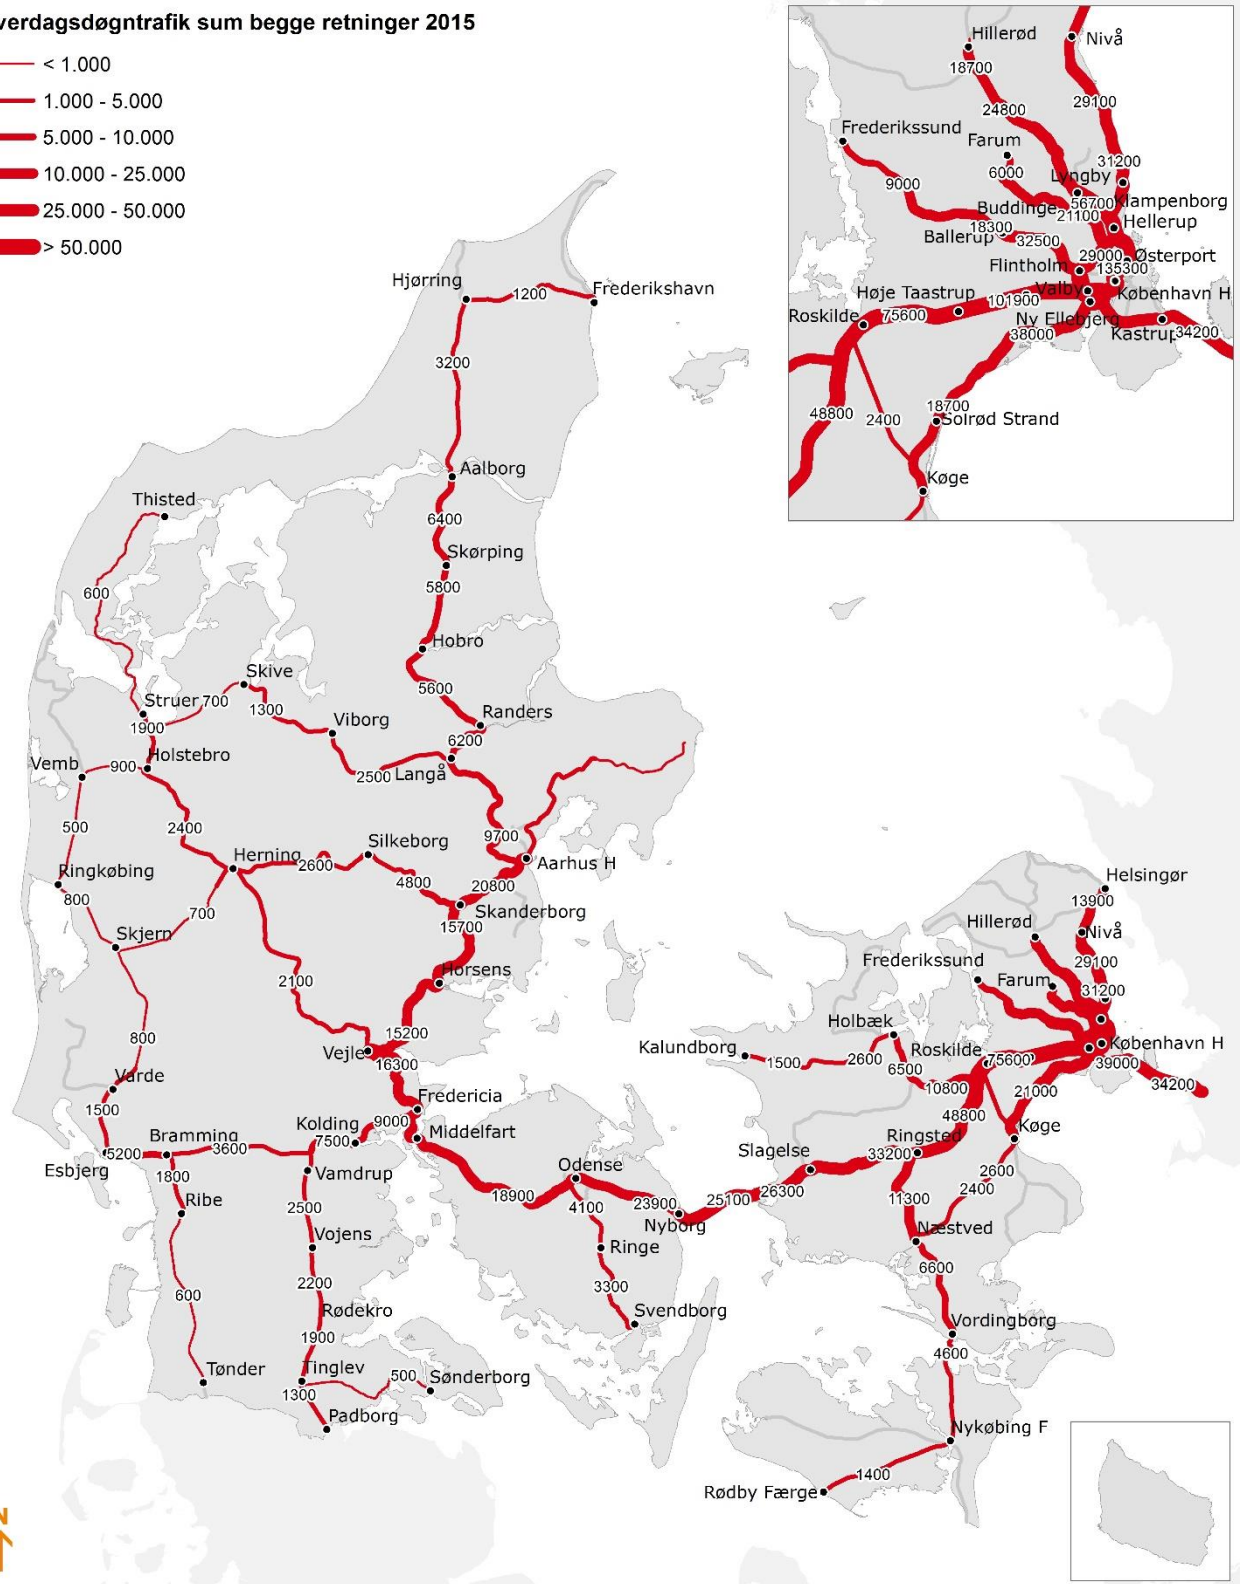 verdagsdøgntrafik sum begge retninger 2015
< 1.000
1.000 - 5.000
5.000 - 10.000
10.000 - 25.000
25.000 - 50.000
> 50.000
Hillerød
Nivå
18700
29100
24800
Frederikssund
Farum
31200
6000
9000
Lyngby
56700
Klampenborg
Buddinge
21100
18300
Hellerup
Ballerup
32500
29000
Østerport
Flintholm
135300
Høje Taastrup
101900
Valby
København H
Roskilde
75600
Ny Ellebjerg
38000
Kastrup
34200
48800
2400
18700
Solrød Strand
Køge
Hjørring
1200
Frederikshavn
3200
Aalborg
Thisted
6400
Skørping
5800
600
Hobro
Skive
5600
Struer
700
1300
Randers
1900
Viborg
6200
Holstebro
Vemb
900
2500
Langå
500
2400
9700
Silkeborg
Herning
2600
Aarhus H
Ringkøbing
4800
20800
800
700
Skanderborg
15700
Skjern
Horsens
2100
15200
800
Vejle
16300
Varde
Fredericia
1500
Kolding
9000
Bramming
7500
Middelfart
5200
3600
Esbjerg
1800
Vamdrup
Ribe
2500
Vojens
600
2200
Rødekro
1900
Tønder
Tinglev
500
Sønderborg
1300
Padborg
Odense
18900
4100
23900
Nyborg
Ringe
3300
Svendborg
Helsingør
13900
Hillerød
Nivå
Frederikssund
29100
Farum
31200
Holbæk
Kalundborg
Roskilde
75600
København H
1500
2600
6500
39000
10800
21000
34200
48800
Køge
Slagelse
Ringsted
33200
25100
26300
2600
11300
2400
Næstved
6600
Vordingborg
4600
Nykøbing F
1400
Rødby Færge
N